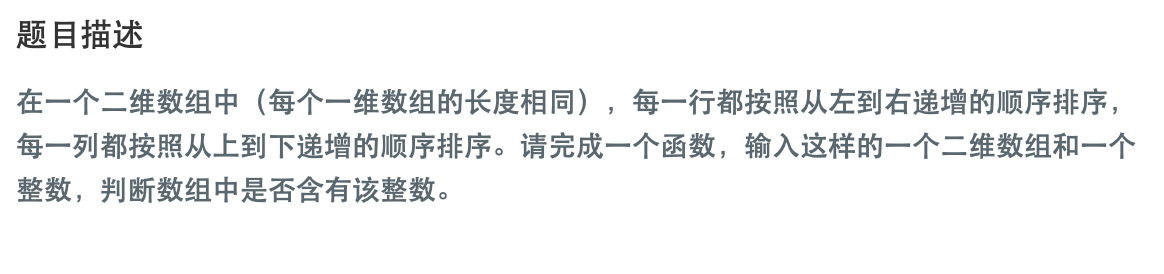 题目描述
在一个二维数组中（每个一维数组的长度相同），每一行都按照从左到右递增的顺序排序，
每一列都按照从上到下递增的顺序排序。请完成一个函数，输入这样的一个二维数组和一个
整数，判断数组中是否含有该整数。